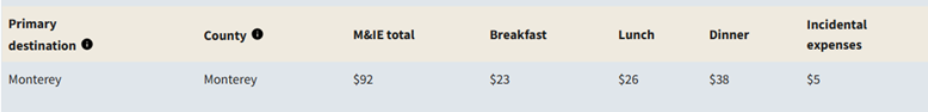 Primary destination County M&IE total Breakfast Lunch Dinner Incidental expenses
Monterey Monterey $92 $23 $26 $38 $5